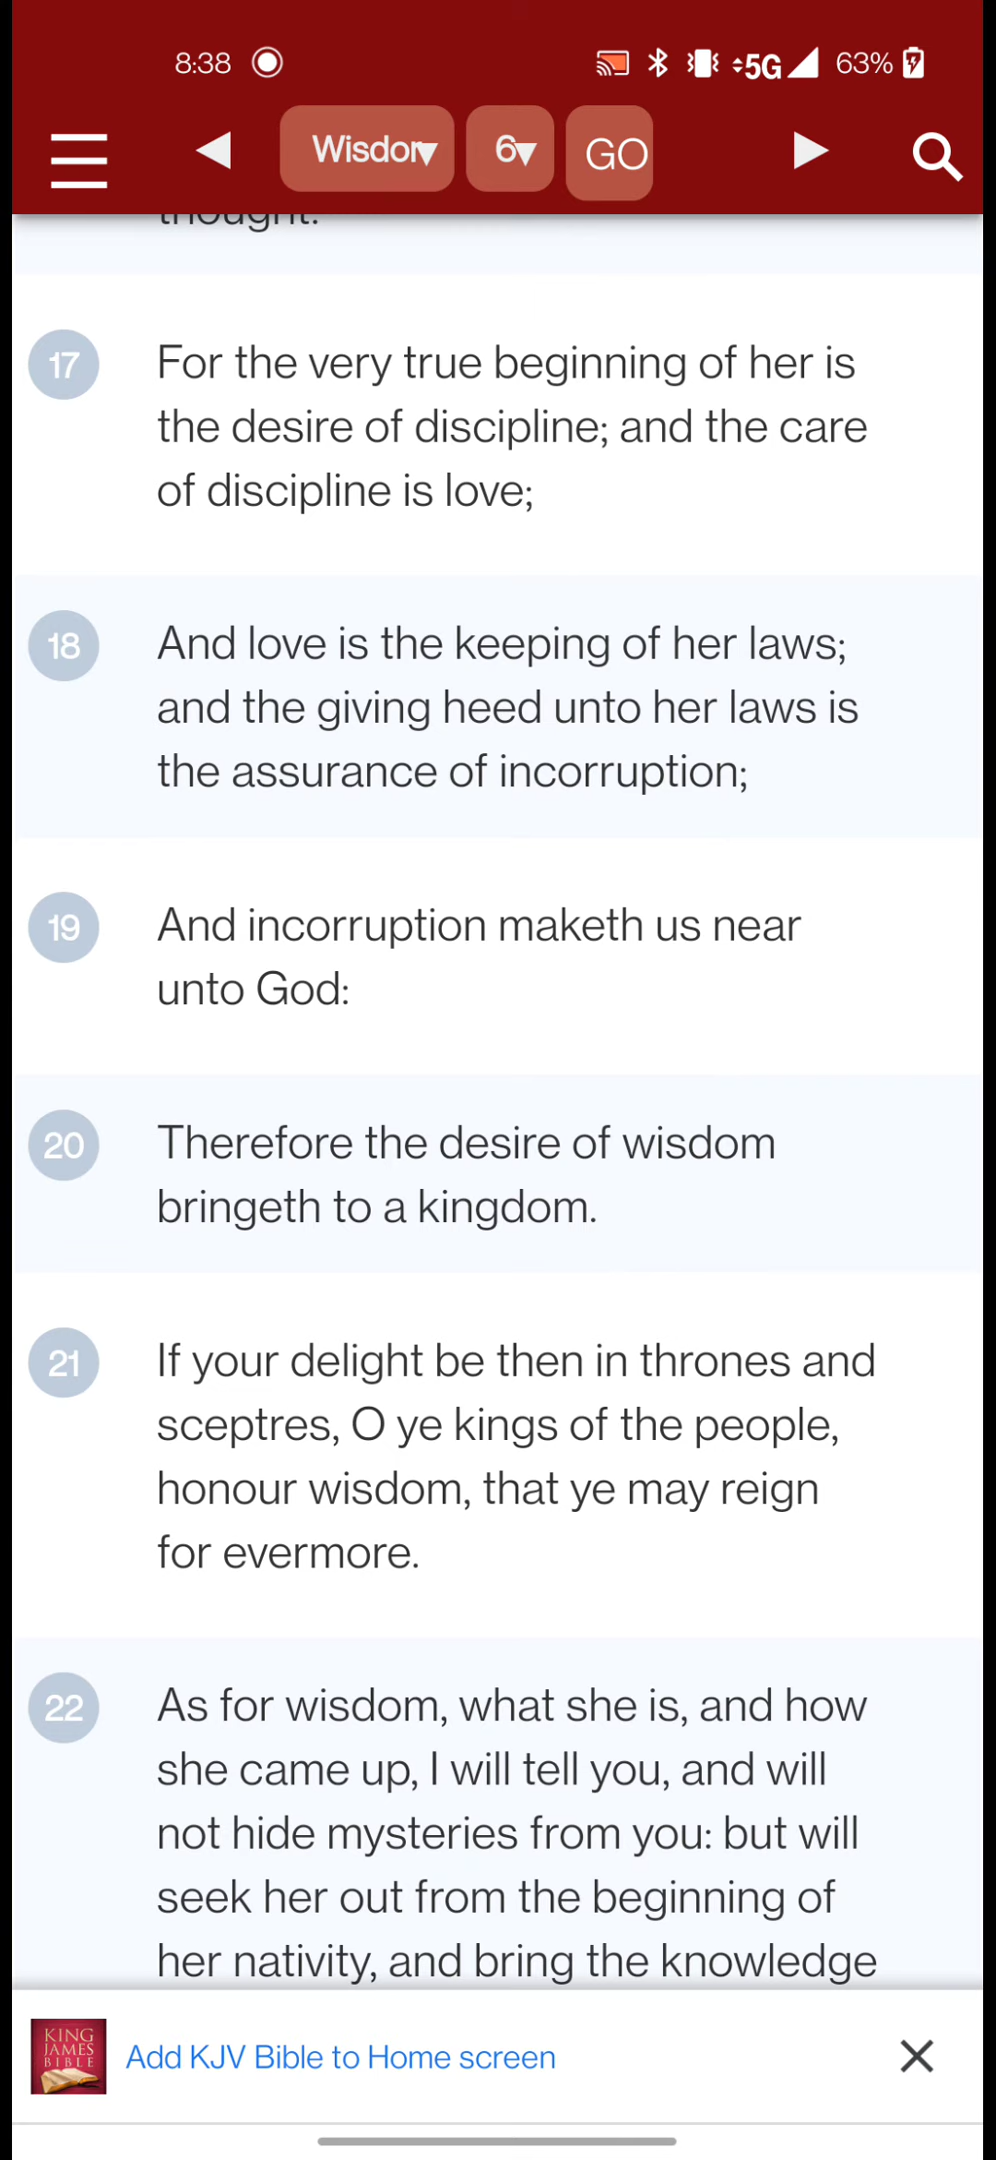 8:38 5G 63%
Wisdom 6 GO
thought.
17 For the very true beginning of her is
the desire of discipline; and the care
of discipline is love;
18 And love is the keeping of her laws;
and the giving heed unto her laws is
the assurance of incorruption;
19 And incorruption maketh us near
unto God:
20 Therefore the desire of wisdom
bringeth to a kingdom.
21 If your delight be then in thrones and
sceptres, O ye kings of the people,
honour wisdom, that ye may reign
for evermore.
22 As for wisdom, what she is, and how
she came up, I will tell you, and will
not hide mysteries from you: but will
seek her out from the beginning of
her nativity, and bring the knowledge
KING
JAMES
BIBLE
Add KJV Bible to Home screen